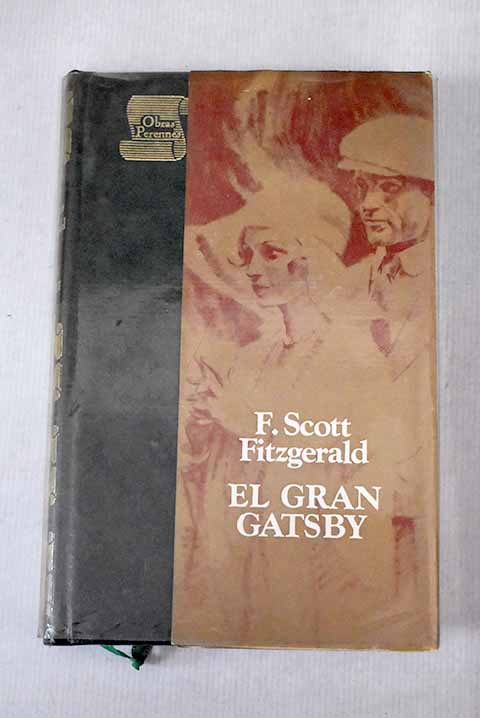 Obras
Perennes
F. Scott
Fitzgerald
EL GRAN
GATSBY